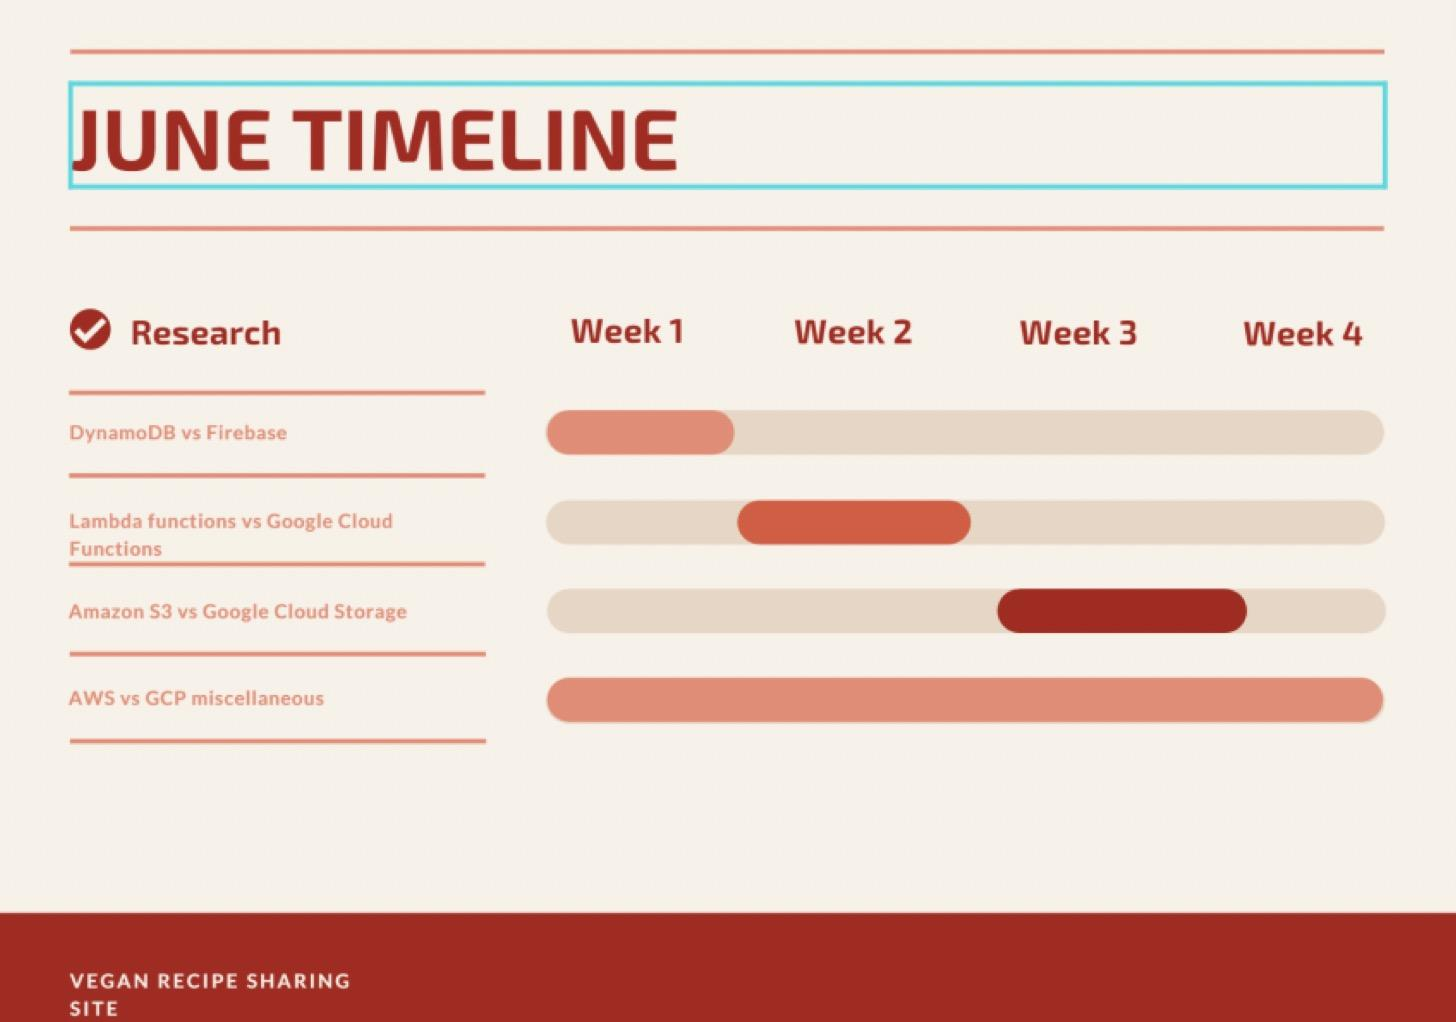 JUNE TIMELINE
Research
Week 1
Week 2
Week 3
Week 4
DynamoDB vs Firebase
Lambda functions vs Google Cloud
Functions
Amazon S3 vs Google Cloud Storage
AWS vs GCP miscellaneous
VEGAN RECIPE SHARING
SITE